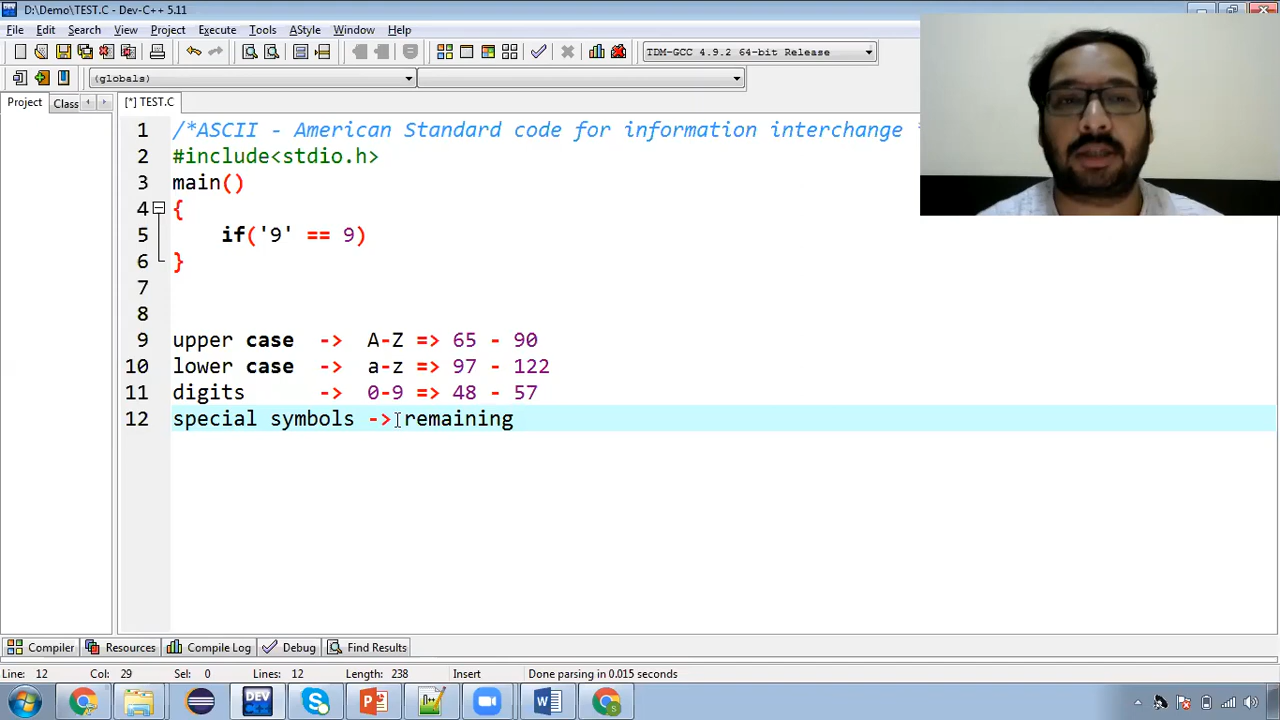 D:\Demo\TEST.C - Dev-C++ 5.11
File Edit Search View Project Execute Tools AStyle Window Help
TDM-GCC 4.9.2 64-bit Release
(globals)
Project Class [*] TEST.C
1 /*ASCII - American Standard code for information interchange
2 #include<stdio.h>
3 main()
4 {
5 if('9' == 9)
6 }
7
8
9 upper case -> A-Z => 65 - 90
10 lower case -> a-z => 97 - 122
11 digits -> 0-9 => 48 - 57
12 special symbols -> remaining
Compiler Resources Compile Log Debug Find Results
Line: 12 Col: 29 Sel: 0 Lines: 12 Length: 238 Insert Done parsing in 0.015 seconds
DEV